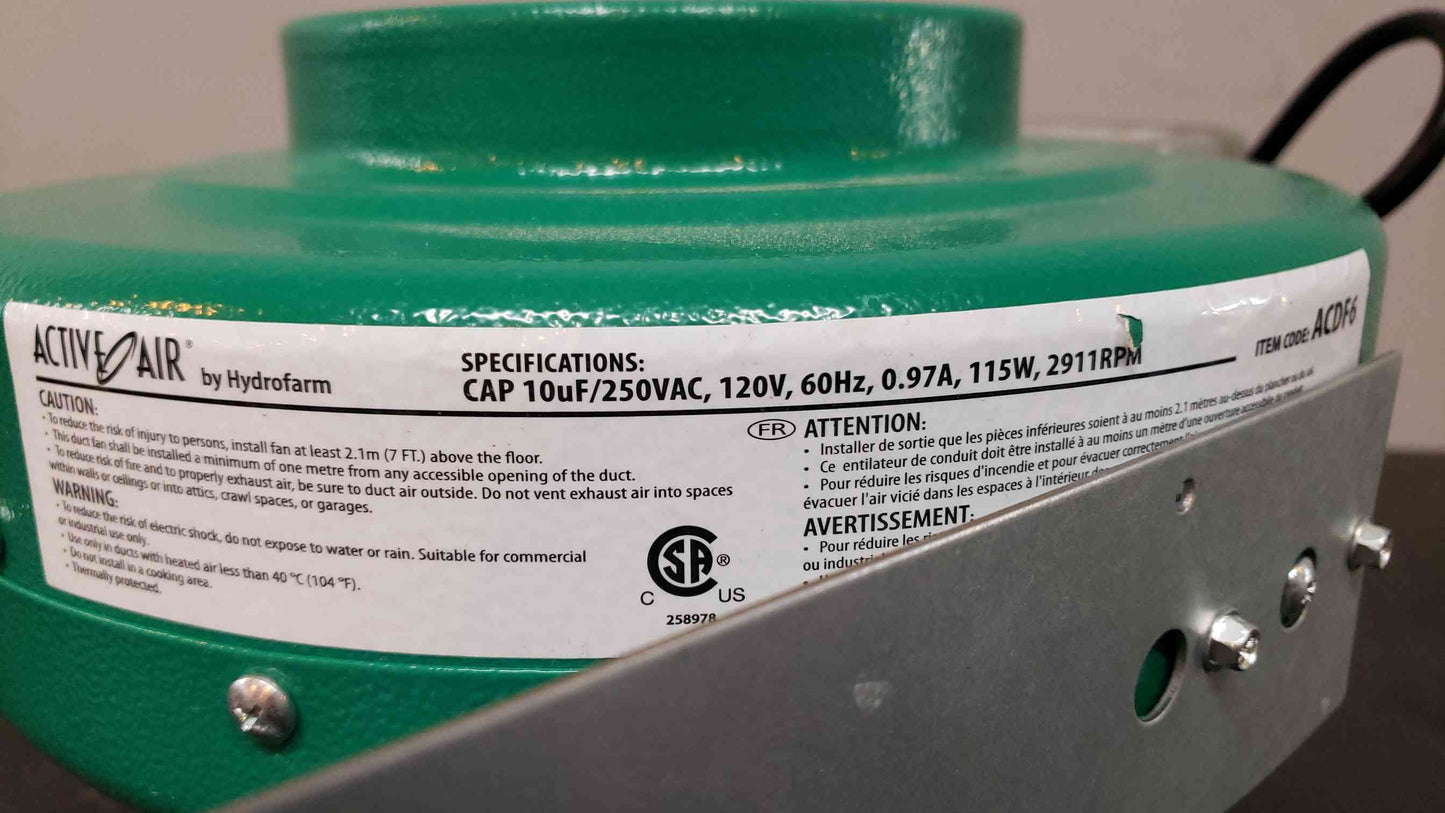 ACTIVE AIR® by Hydrofarm
SPECIFICATIONS:
CAP 10uF/250VAC, 120V, 60Hz, 0.97A, 115W, 2911RPM
ITEM CODE: ACDF6
CAUTION:
• To reduce the risk of injury to persons, install fan at least 2.1m (7 FT.) above the floor.
• This duct fan shall be installed a minimum of one metre from any accessible opening of the duct.
• To reduce risk of fire and to properly exhaust air, be sure to duct air outside. Do not vent exhaust air into spaces
within walls or ceilings or into attics, crawl spaces, or garages.
WARNING:
• To reduce the risk of electric shock, do not expose to water or rain. Suitable for commercial
or industrial use only.
• Use only in ducts with heated air less than 40 °C (104 °F).
• Do not install in a cooking area.
• Thermally protected.
CSA®
C US
258978
FR ATTENTION:
• Installer de sortie que les pièces inférieures soient à au moins 2.1 mètres au-dessus du plancher ou du sol.
• Ce entilateur de conduit doit être installé à au moins un mètre d'une ouverture accessible du
• Pour réduire les risques d'incendie et pour évacuer correctement
évacuer l'air vicié dans les espaces à l'intérieur
AVERTISSEMENT:
• Pour réduire les
ou